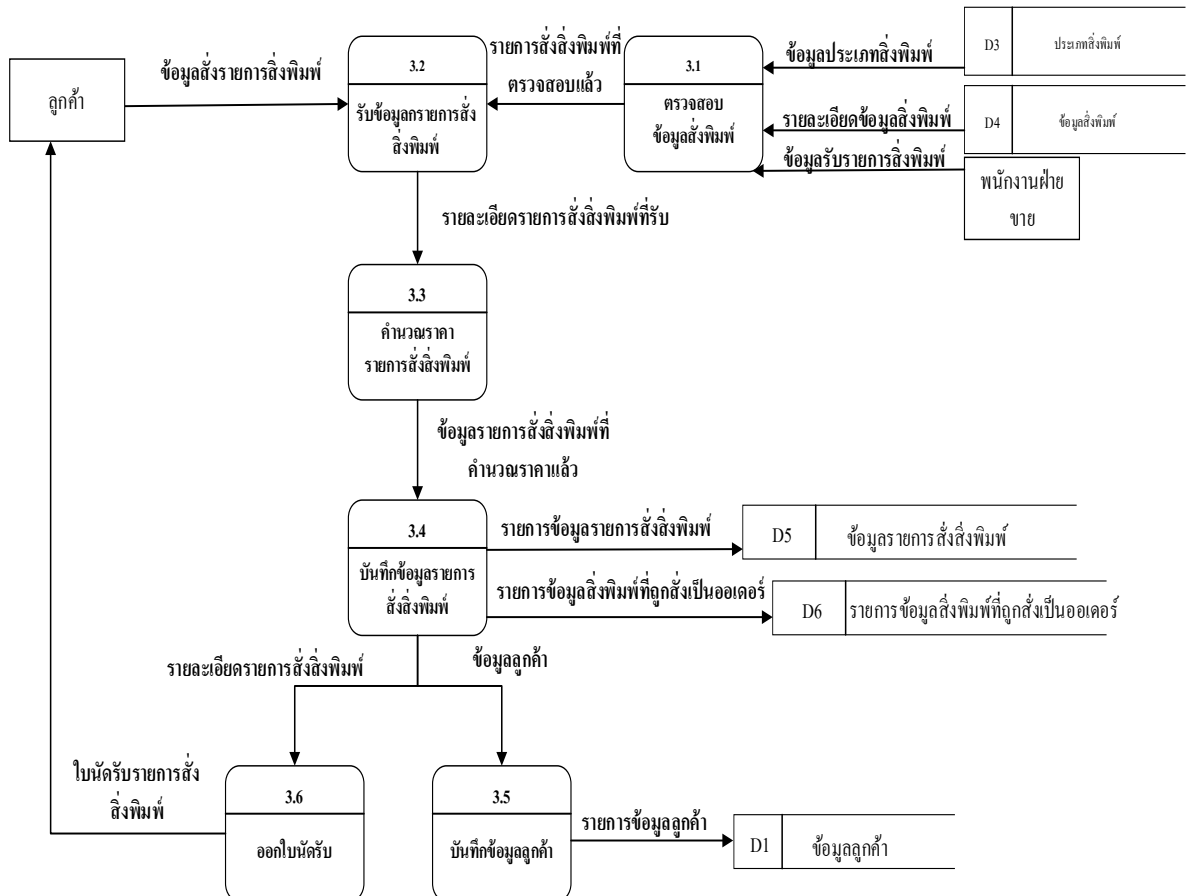 ลูกค้า
ข้อมูลสั่งรายการสิ่งพิมพ์
3.2
รับข้อมูลกรายการสั่ง
สิ่งพิมพ์
รายการสั่งสิ่งพิมพ์ที่
ตรวจสอบแล้ว
3.1
ตรวจสอบ
ข้อมูลสั่งพิมพ์
ข้อมูลประเภทสิ่งพิมพ์
รายละเอียดข้อมูลสิ่งพิมพ์
ข้อมูลรับรายการสิ่งพิมพ์
D3
ประเภทสิ่งพิมพ์
D4
ข้อมูลสิ่งพิมพ์
พนักงานฝ่าย
ขาย
รายละเอียดรายการสั่งสิ่งพิมพ์ที่รับ
3.3
คำนวณราคา
รายการสั่งสิ่งพิมพ์
ข้อมูลรายการสั่งสิ่งพิมพ์ที่
คำนวณราคาแล้ว
3.4
บันทึกข้อมูลรายการ
สั่งสิ่งพิมพ์
รายการข้อมูลรายการสั่งสิ่งพิมพ์
D5
ข้อมูลรายการสั่งสิ่งพิมพ์
รายการข้อมูลสิ่งพิมพ์ที่ถูกสั่งเป็นออเดอร์
D6
รายการข้อมูลสิ่งพิมพ์ที่ถูกสั่งเป็นออเดอร์
รายละเอียดรายการสั่งสิ่งพิมพ์
ข้อมูลลูกค้า
ใบนัดรับรายการสั่ง
สิ่งพิมพ์
3.6
ออกใบนัดรับ
3.5
บันทึกข้อมูลลูกค้า
รายการข้อมูลลูกค้า
D1
ข้อมูลลูกค้า